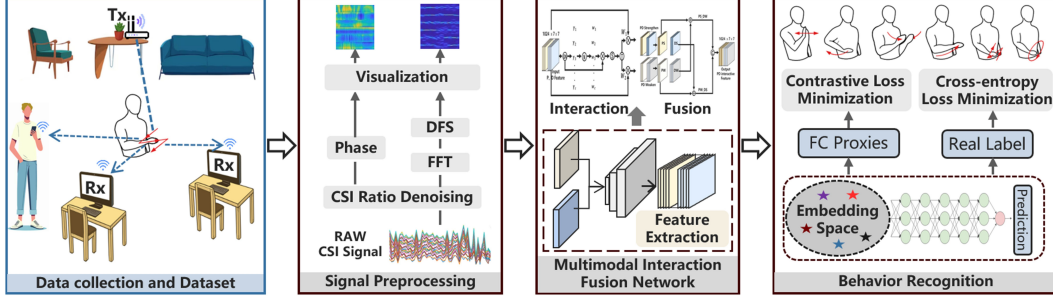 Tx
Rx
Rx
Data collection and Dataset
Visualization
Phase
DFS
FFT
CSI Ratio Denoising
RAW
CSI Signal
Signal Preprocessing
Interaction
Fusion
Feature
Extraction
Multimodal Interaction
Fusion Network
Contrastive Loss
Minimization
Cross-entropy
Loss Minimization
FC Proxies
Real Label
Embedding
Space
Prediction
Behavior Recognition